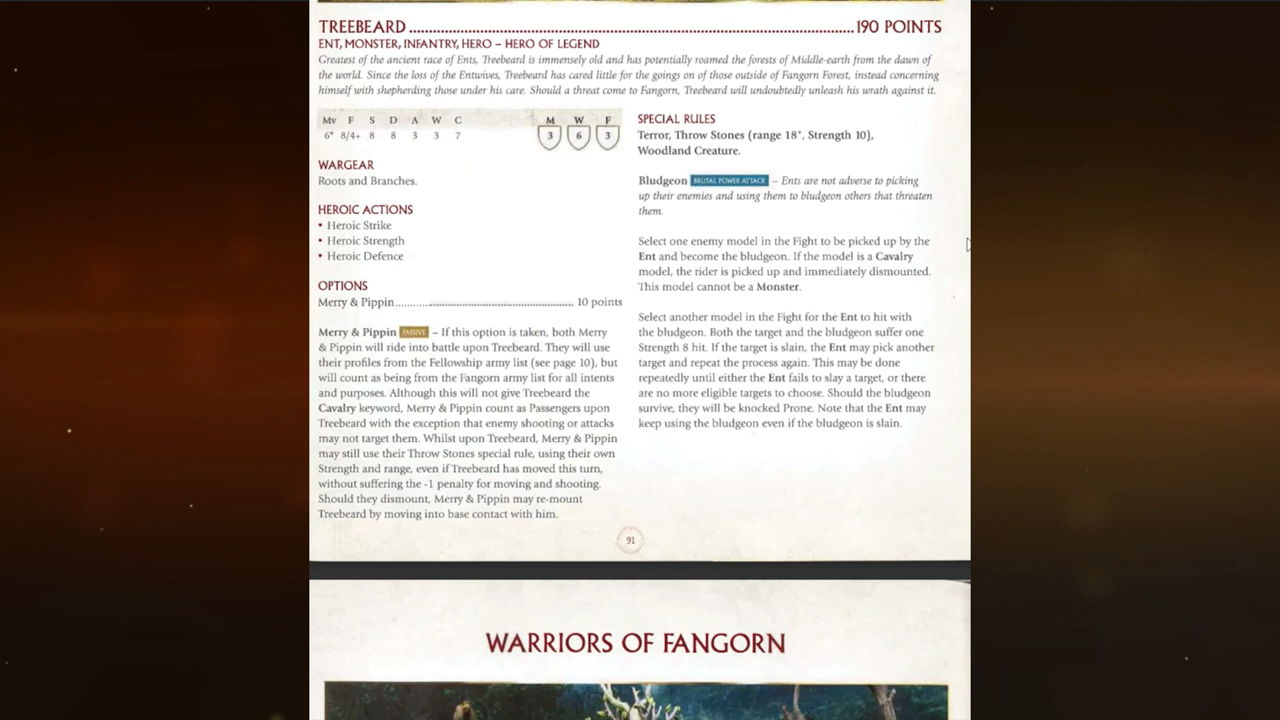 TREEBEARD 190 POINTS
ENT, MONSTER, INFANTRY, HERO – HERO OF LEGEND
Greatest of the ancient race of Ents, Treebeard is immensely old and has potentially roamed the forests of Middle-earth from the dawn of
the world. Since the loss of the Entwives, Treebeard has cared little for the goings on of those outside of Fangorn Forest, instead concerning
himself with shepherding those under his care. Should a threat come to Fangorn, Treebeard will undoubtedly unleash his wrath against it.
Mv F S D A W C M W F
6" 8/4+ 8 8 3 3 7 3 6 3
WARGEAR
Roots and Branches.
HEROIC ACTIONS
• Heroic Strike
• Heroic Strength
• Heroic Defence
OPTIONS
Merry & Pippin 10 points
Merry & Pippin PASSIVE – If this option is taken, both Merry
& Pippin will ride into battle upon Treebeard. They will use
their profiles from the Fellowship army list (see page 10), but
will count as being from the Fangorn army list for all intents
and purposes. Although this will not give Treebeard the
Cavalry keyword, Merry & Pippin count as Passengers upon
Treebeard with the exception that enemy shooting or attacks
may not target them. Whilst upon Treebeard, Merry & Pippin
may still use their Throw Stones special rule, using their own
Strength and range, even if Treebeard has moved this turn,
without suffering the -1 penalty for moving and shooting.
Should they dismount, Merry & Pippin may re-mount
Treebeard by moving into base contact with him.
SPECIAL RULES
Terror, Throw Stones (range 18", Strength 10),
Woodland Creature.
Bludgeon BRUTAL POWER ATTACK – Ents are not adverse to picking
up their enemies and using them to bludgeon others that threaten
them.
Select one enemy model in the Fight to be picked up by the
Ent and become the bludgeon. If the model is a Cavalry
model, the rider is picked up and immediately dismounted.
This model cannot be a Monster.
Select another model in the Fight for the Ent to hit with
the bludgeon. Both the target and the bludgeon suffer one
Strength 8 hit. If the target is slain, the Ent may pick another
target and repeat the process again. This may be done
repeatedly until either the Ent fails to slay a target, or there
are no more eligible targets to choose. Should the bludgeon
survive, they will be knocked Prone. Note that the Ent may
keep using the bludgeon even if the bludgeon is slain.
91
WARRIORS OF FANGORN